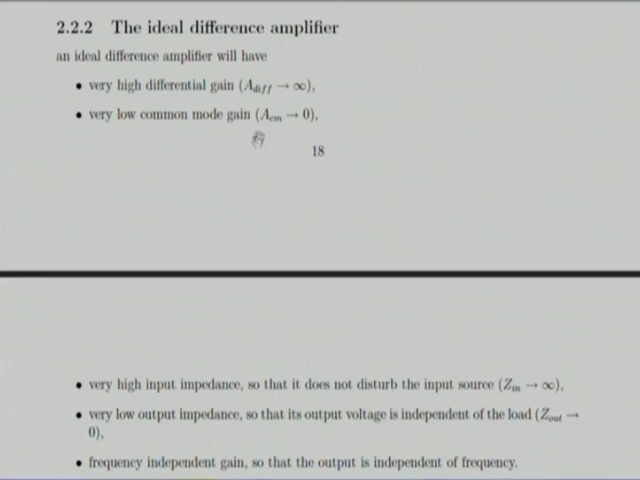 2.2.2 The ideal difference amplifier
an ideal difference amplifier will have
• very high differential gain (A_diff → ∞),
• very low common mode gain (A_cm → 0),
18
• very high input impedance, so that it does not disturb the input source (Z_in → ∞),
• very low output impedance, so that its output voltage is independent of the load (Z_out →
0),
• frequency independent gain, so that the output is independent of frequency.